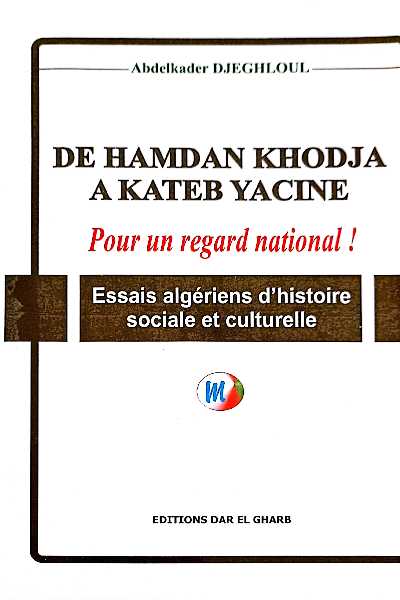 Abdelkader DJEGHLOUL
DE HAMDAN KHODJA
A KATEB YACINE
Pour un regard national !
Essais algériens d'histoire
sociale et culturelle
M
EDITIONS DAR EL GHARB